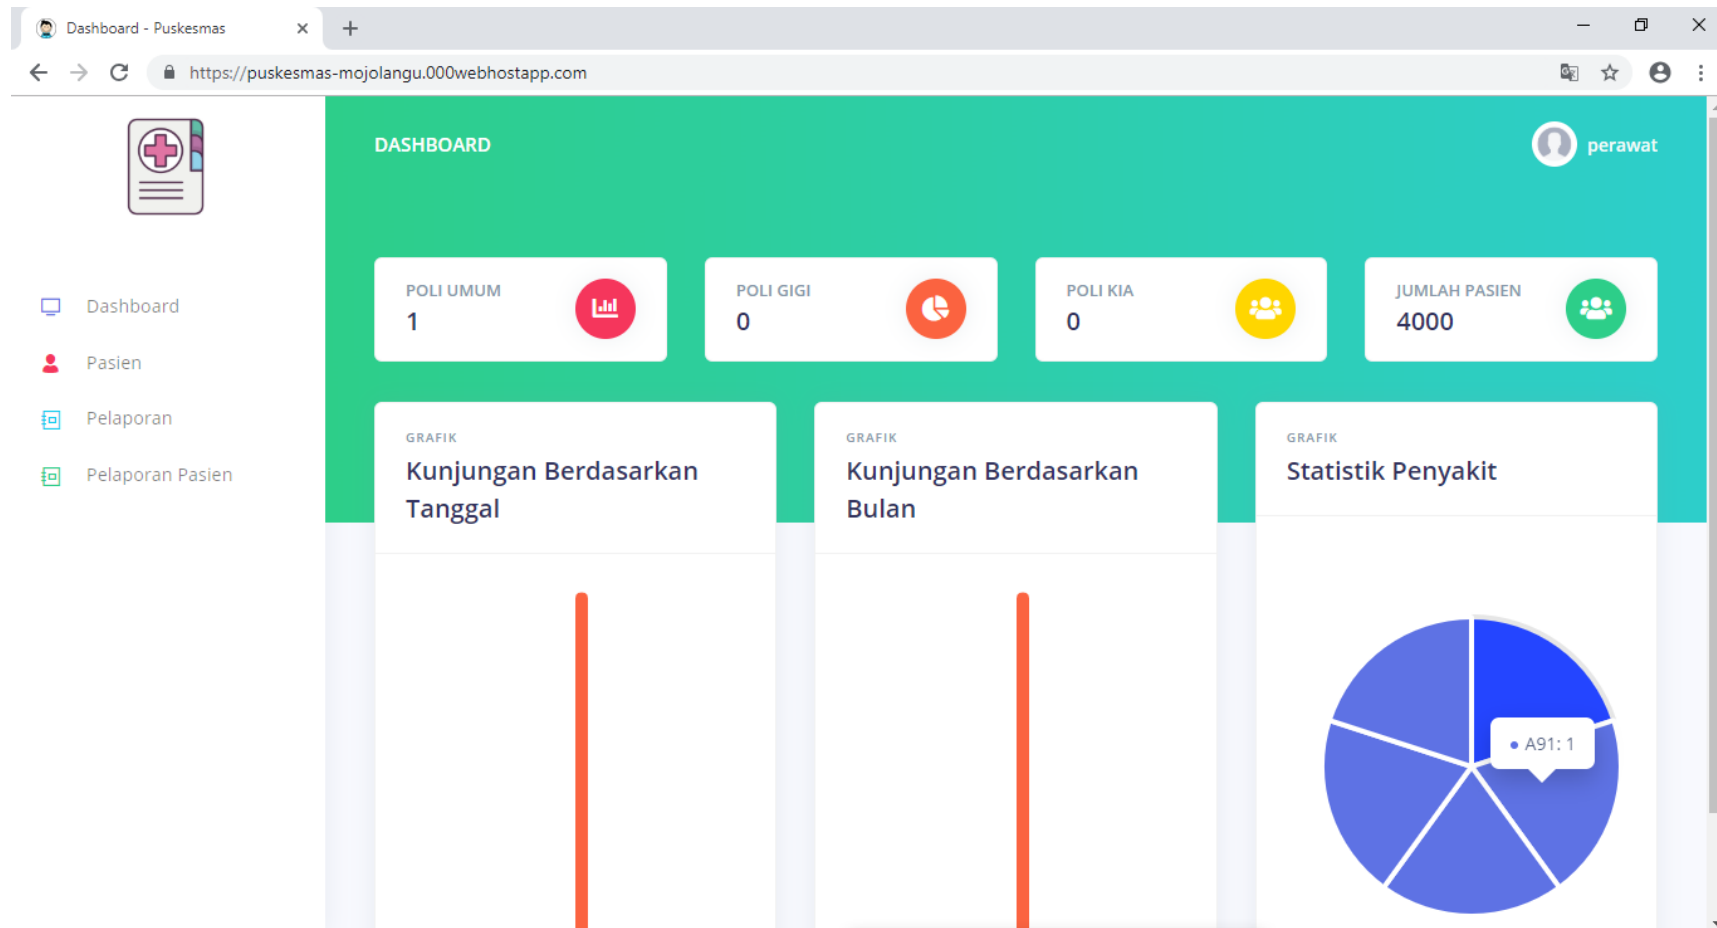 Dashboard - Puskesmas
https://puskesmas-mojolangu.000webhostapp.com
DASHBOARD
perawat
Dashboard
Pasien
Pelaporan
Pelaporan Pasien
POLI UMUM
1
POLI GIGI
0
POLI KIA
0
JUMLAH PASIEN
4000
GRAFIK
Kunjungan Berdasarkan
Tanggal
GRAFIK
Kunjungan Berdasarkan
Bulan
GRAFIK
Statistik Penyakit
A91: 1